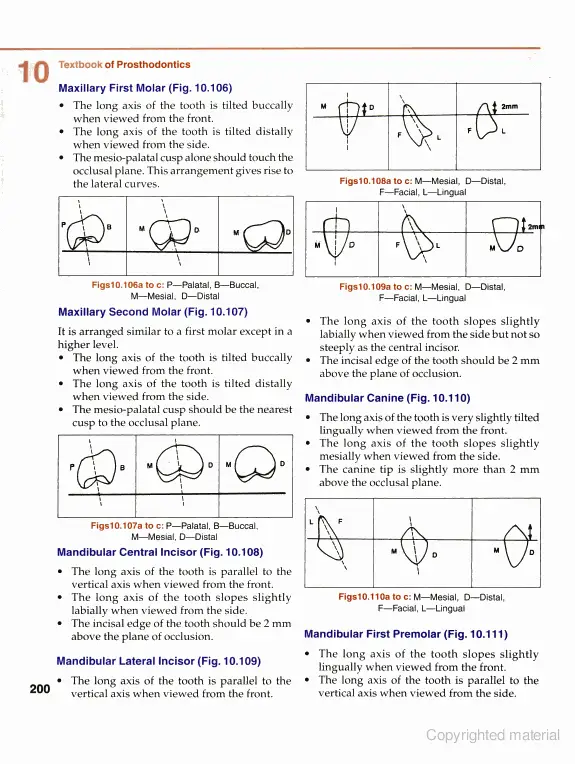 10
Textbook of Prosthodontics
Maxillary First Molar (Fig. 10.106)
• The long axis of the tooth is tilted buccally
when viewed from the front.
• The long axis of the tooth is tilted distally
when viewed from the side.
• The mesio-palatal cusp alone should touch the
occlusal plane. This arrangement gives rise to
the lateral curves.
P B M D M D
Figs10.106a to c: P—Palatal, B—Buccal,
M—Mesial, D—Distal
Maxillary Second Molar (Fig. 10.107)
It is arranged similar to a first molar except in a
higher level.
• The long axis of the tooth is tilted buccally
when viewed from the front.
• The long axis of the tooth is tilted distally
when viewed from the side.
• The mesio-palatal cusp should be the nearest
cusp to the occlusal plane.
P B M D M D
Figs10.107a to c: P—Palatal, B—Buccal,
M—Mesial, D—Distal
Mandibular Central Incisor (Fig. 10.108)
• The long axis of the tooth is parallel to the
vertical axis when viewed from the front.
• The long axis of the tooth slopes slightly
labially when viewed from the side.
• The incisal edge of the tooth should be 2 mm
above the plane of occlusion.
Mandibular Lateral Incisor (Fig. 10.109)
• The long axis of the tooth is parallel to the
vertical axis when viewed from the front.
200
M D F L F L 2mm
Figs10.108a to c: M—Mesial, D—Distal,
F—Facial, L—Lingual
M D F L M D 2mm
Figs10.109a to c: M—Mesial, D—Distal,
F—Facial, L—Lingual
• The long axis of the tooth slopes slightly
labially when viewed from the side but not so
steeply as the central incisor.
• The incisal edge of the tooth should be 2 mm
above the plane of occlusion.
Mandibular Canine (Fig. 10.110)
• The long axis of the tooth is very slightly tilted
lingually when viewed from the front.
• The long axis of the tooth slopes slightly
mesially when viewed from the side.
• The canine tip is slightly more than 2 mm
above the occlusal plane.
L F M D M D
Figs10.110a to c: M—Mesial, D—Distal,
F—Facial, L—Lingual
Mandibular First Premolar (Fig. 10.111)
• The long axis of the tooth slopes slightly
lingually when viewed from the front.
• The long axis of the tooth is parallel to the
vertical axis when viewed from the side.
Copyrighted material